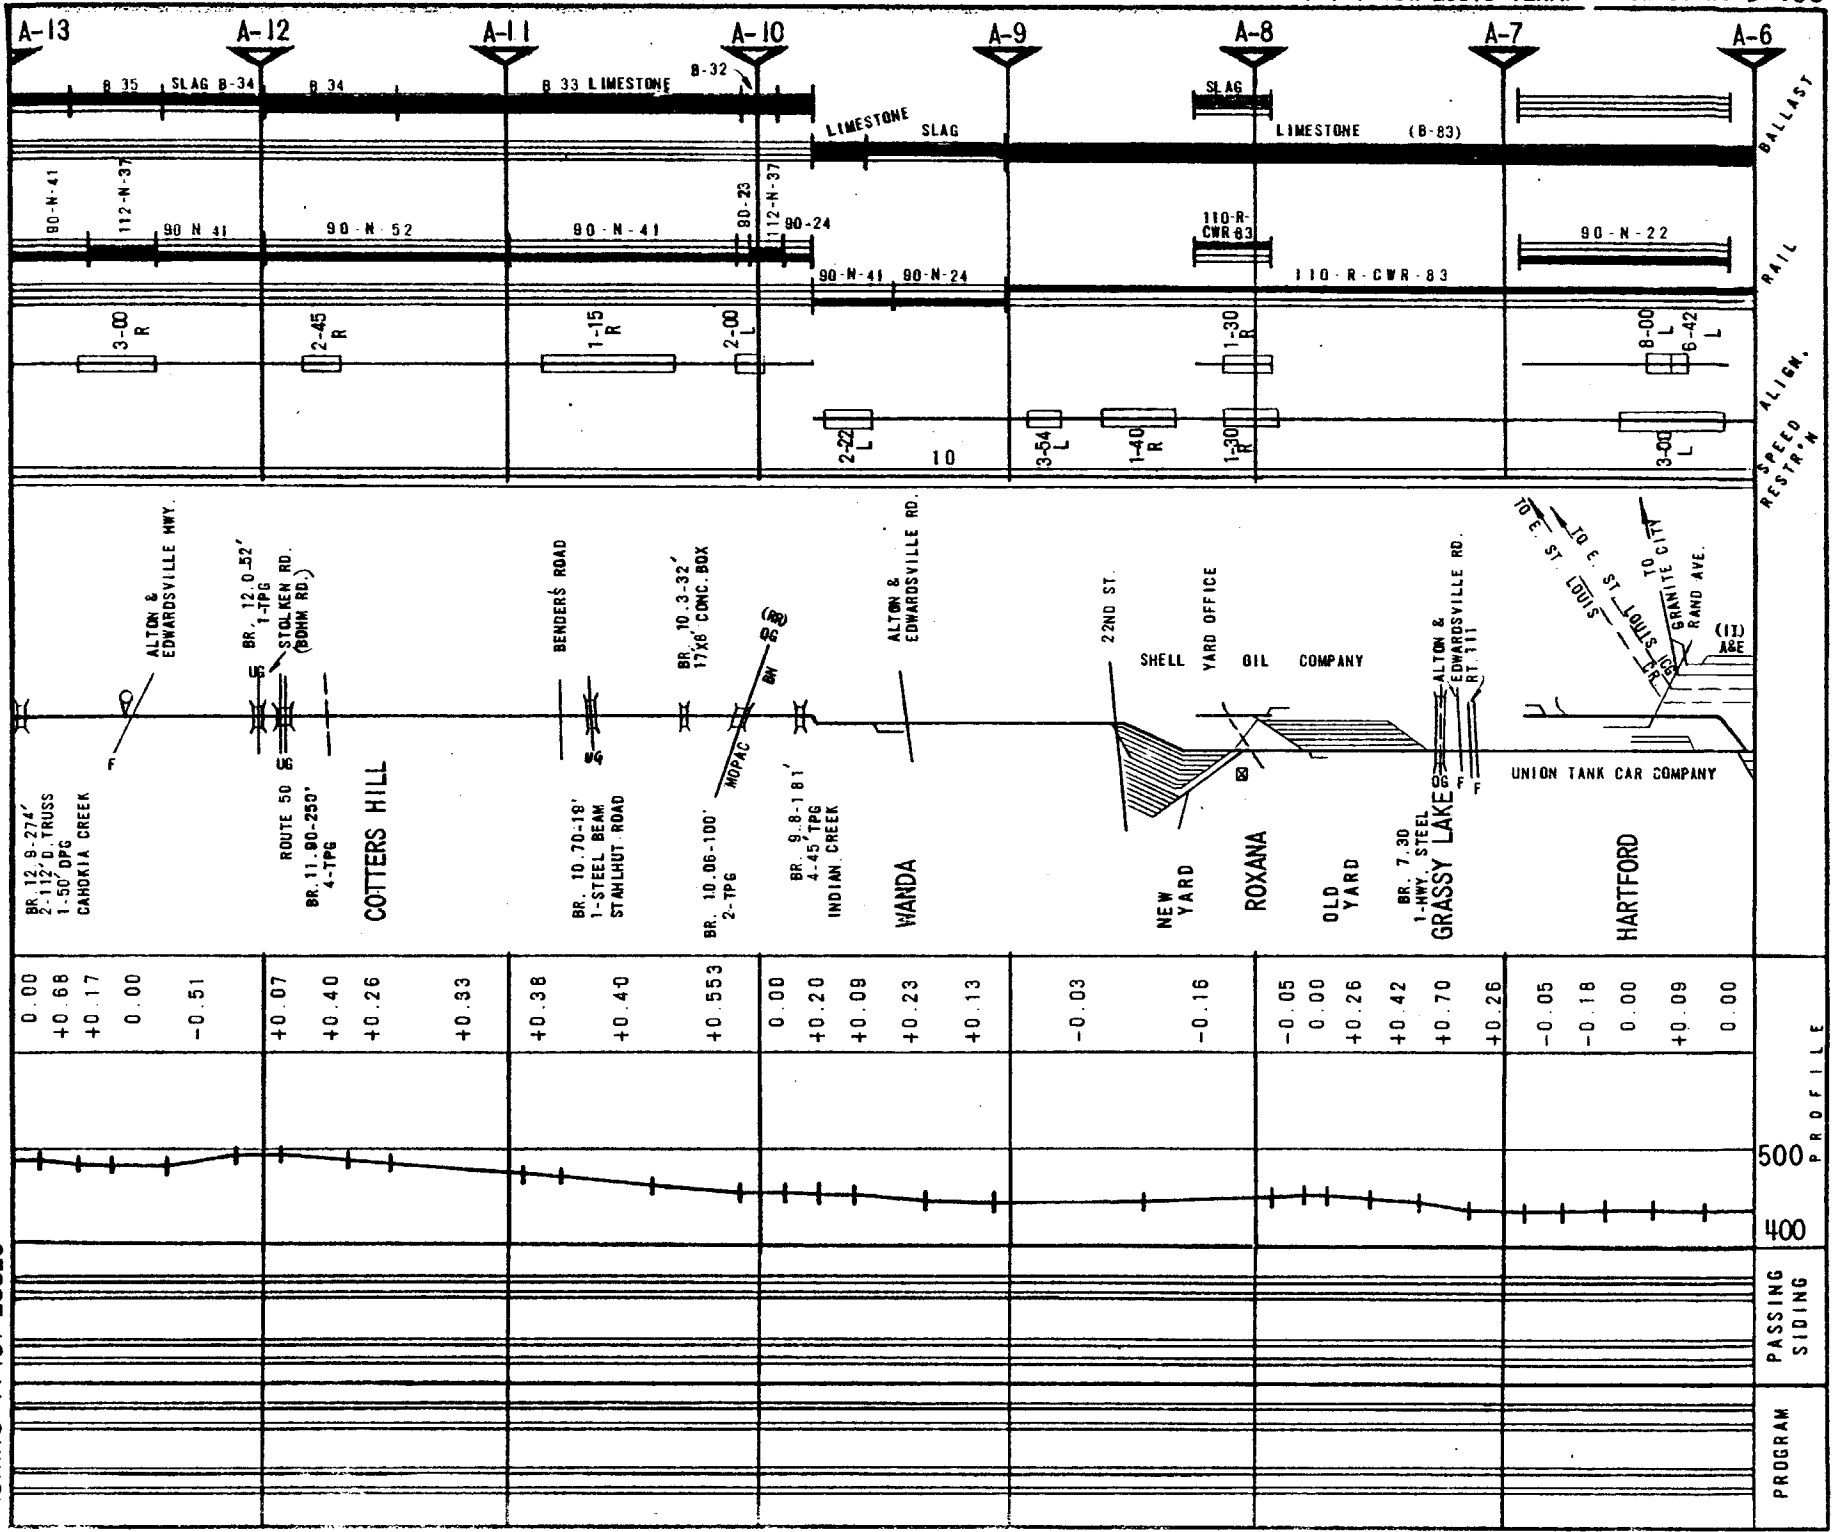 A-13 A-12 A-11 A-10 A-9 A-8 A-7 A-6
B 35 SLAG B-34 B 34 B 33 LIMESTONE B-32 SLAG
LIMESTONE SLAG LIMESTONE (B-83)
BALLAST
90-N-41 112-N-37 90 N 41 90-N-52 90-N-41 90-23 112-N-37 90-24
110-R-
CWR-83
90-N-22
90-N-41 90-N-24 110-R-CWR-83
RAIL
3-00
R
2-45
R
1-15
R
2-00
L
1-30
R
8-00
L
6-42
L
2-22
L
3-54
L
1-40
R
1-30
R
3-00
L
ALIGN.
10
SPEED
RESTR'N
ALTON &
EDWARDSVILLE HWY.
BR. 12.0-52'
1-TPG
UG
STOLKEN RD.
(BOHM RD.)
BENDERS ROAD
BR. 10.3-32'
17'X8' CONC. BOX
(RR)
OG
BN
MOPAC
ALTON &
EDWARDSVILLE RD.
22ND ST.
YARD OFFICE
SHELL OIL COMPANY
ALTON &
EDWARDSVILLE RD.
RT. 111
TO E. ST. LOUIS
TO E. ST. LOUIS
TO
GRANITE CITY
RAND AVE.
CR
ICG
(II)
A&E
F
UG
UG
OG
F
F
UNION TANK CAR COMPANY
BR. 12.9-274'
2-112' D. TRUSS
1-50' DPG
CAHOKIA CREEK
ROUTE 50
BR. 11.90-250'
4-TPG
COTTERS HILL
BR. 10.70-19'
1-STEEL BEAM
STAHLHUT ROAD
BR. 10.06-100'
2-TPG
BR. 9.8-181'
4-45' TPG
INDIAN CREEK
WANDA
NEW
YARD
ROXANA
OLD
YARD
BR. 7.30
1-HWY. STEEL
GRASSY LAKE
HARTFORD
0.00 +0.68 +0.17 0.00 -0.51 +0.07 +0.40 +0.26 +0.33 +0.38 +0.40 +0.553 0.00 +0.20 +0.09 +0.23 +0.13 -0.03 -0.16 -0.05 0.00 +0.26 +0.42 +0.70 +0.26 -0.05 -0.18 0.00 +0.09 0.00
PROFILE
500
400
PASSING
SIDING
PROGRAM